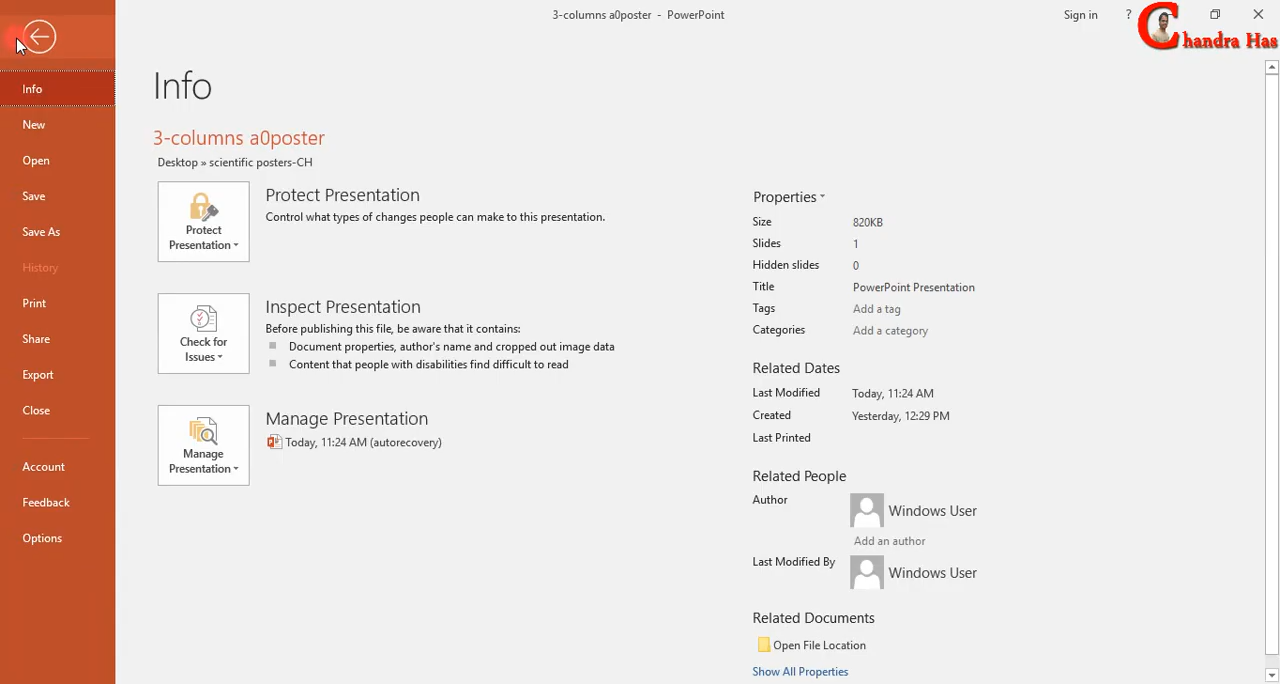 3-columns a0poster - PowerPoint
Sign in
?
Chandra Has
Info
New
Open
Save
Save As
History
Print
Share
Export
Close
Account
Feedback
Options
Info
3-columns a0poster
Desktop » scientific posters-CH
Protect
Presentation
Protect Presentation
Control what types of changes people can make to this presentation.
Check for
Issues
Inspect Presentation
Before publishing this file, be aware that it contains:
Document properties, author's name and cropped out image data
Content that people with disabilities find difficult to read
Manage
Presentation
Manage Presentation
Today, 11:24 AM (autorecovery)
Properties
Size 820KB
Slides 1
Hidden slides 0
Title PowerPoint Presentation
Tags Add a tag
Categories Add a category
Related Dates
Last Modified Today, 11:24 AM
Created Yesterday, 12:29 PM
Last Printed
Related People
Author Windows User
Add an author
Last Modified By Windows User
Related Documents
Open File Location
Show All Properties